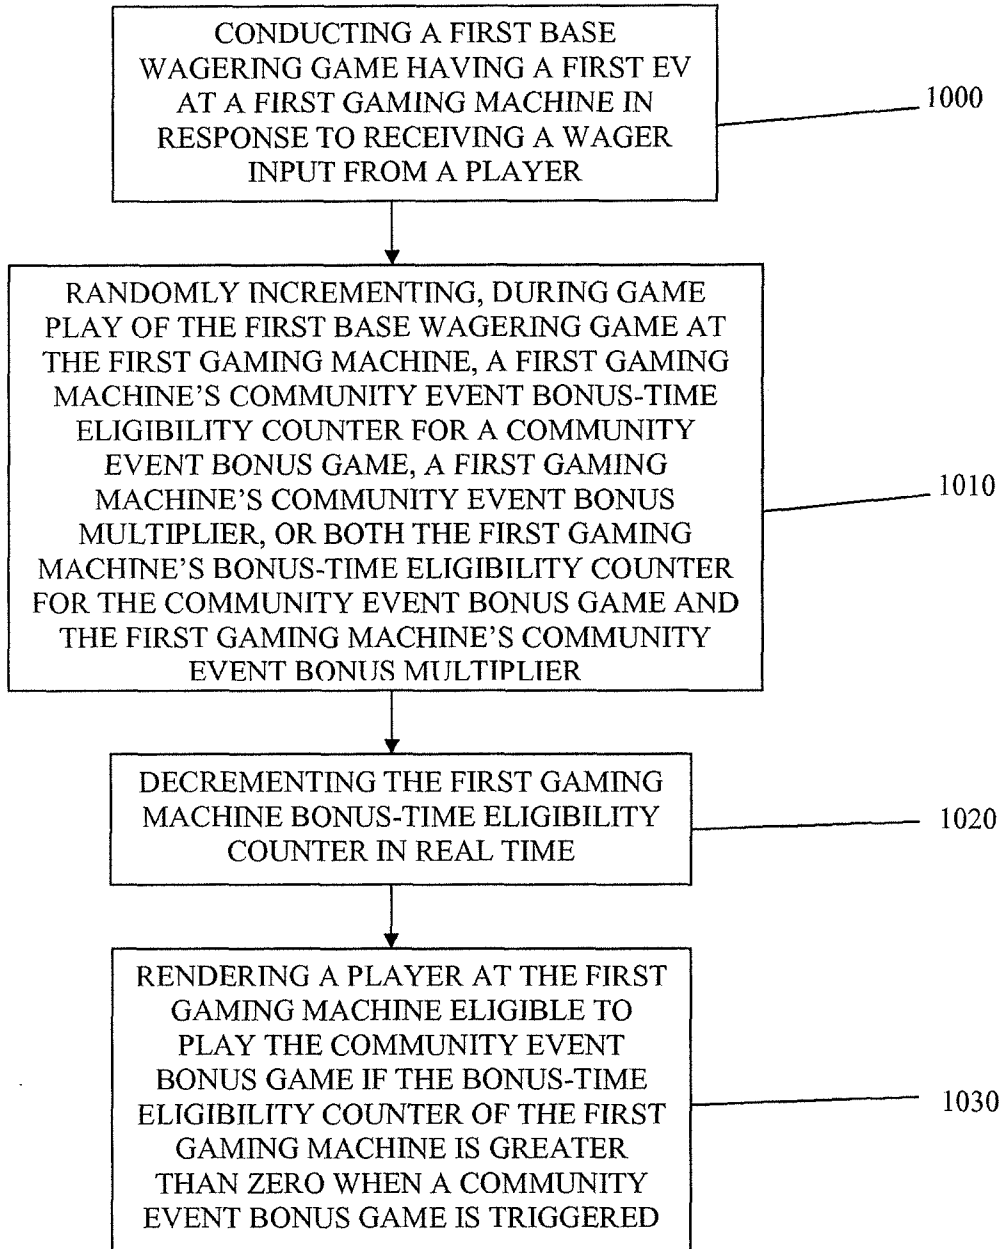 CONDUCTING A FIRST BASE
WAGERING GAME HAVING A FIRST EV
AT A FIRST GAMING MACHINE IN
RESPONSE TO RECEIVING A WAGER
INPUT FROM A PLAYER
1000
RANDOMLY INCREMENTING, DURING GAME
PLAY OF THE FIRST BASE WAGERING GAME AT
THE FIRST GAMING MACHINE, A FIRST GAMING
MACHINE'S COMMUNITY EVENT BONUS-TIME
ELIGIBILITY COUNTER FOR A COMMUNITY
EVENT BONUS GAME, A FIRST GAMING
MACHINE'S COMMUNITY EVENT BONUS
MULTIPLIER, OR BOTH THE FIRST GAMING
MACHINE'S BONUS-TIME ELIGIBILITY COUNTER
FOR THE COMMUNITY EVENT BONUS GAME AND
THE FIRST GAMING MACHINE'S COMMUNITY
EVENT BONUS MULTIPLIER
1010
DECREMENTING THE FIRST GAMING
MACHINE BONUS-TIME ELIGIBILITY
COUNTER IN REAL TIME
1020
RENDERING A PLAYER AT THE FIRST
GAMING MACHINE ELIGIBLE TO
PLAY THE COMMUNITY EVENT
BONUS GAME IF THE BONUS-TIME
ELIGIBILITY COUNTER OF THE FIRST
GAMING MACHINE IS GREATER
THAN ZERO WHEN A COMMUNITY
EVENT BONUS GAME IS TRIGGERED
1030